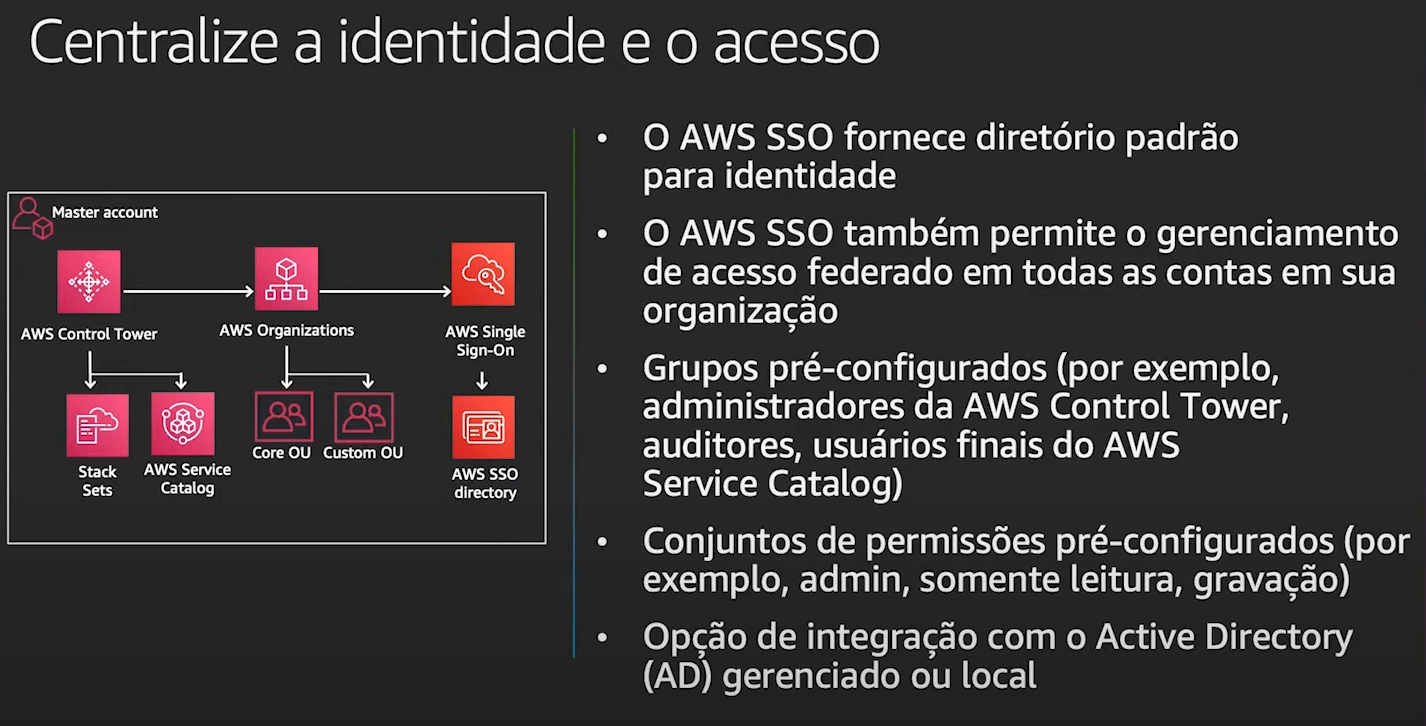 Centralize a identidade e o acesso
Master account
AWS Control Tower
AWS Organizations
AWS Single
Sign-On
Stack
Sets
AWS Service
Catalog
Core OU
Custom OU
AWS SSO
directory
• O AWS SSO fornece diretório padrão
para identidade
• O AWS SSO também permite o gerenciamento
de acesso federado em todas as contas em sua
organização
• Grupos pré-configurados (por exemplo,
administradores da AWS Control Tower,
auditores, usuários finais do AWS
Service Catalog)
• Conjuntos de permissões pré-configurados (por
exemplo, admin, somente leitura, gravação)
• Opção de integração com o Active Directory
(AD) gerenciado ou local